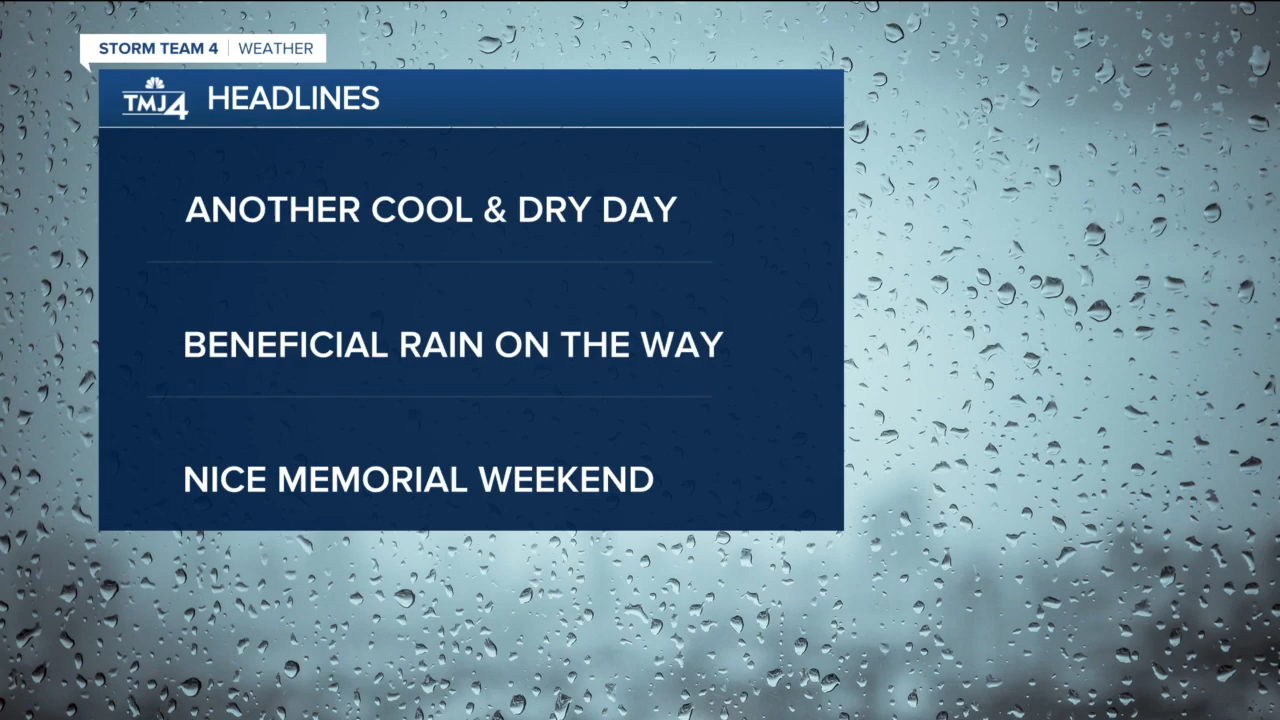 STORM TEAM 4 | WEATHER
TMJ4 HEADLINES
ANOTHER COOL & DRY DAY
BENEFICIAL RAIN ON THE WAY
NICE MEMORIAL WEEKEND